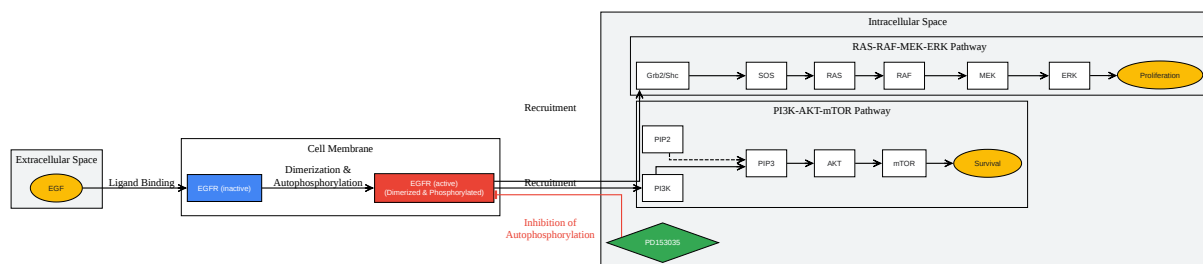 Intracellular Space
RAS-RAF-MEK-ERK Pathway
Grb2/Shc
SOS
RAS
RAF
MEK
ERK
Proliferation
Recruitment
PI3K-AKT-mTOR Pathway
PIP2
PIP3
AKT
mTOR
Survival
PI3K
Extracellular Space
EGF
Ligand Binding
Cell Membrane
EGFR (inactive)
Dimerization &
Autophosphorylation
EGFR (active)
(Dimerized & Phosphorylated)
Recruitment
Inhibition of
Autophosphorylation
PD153035